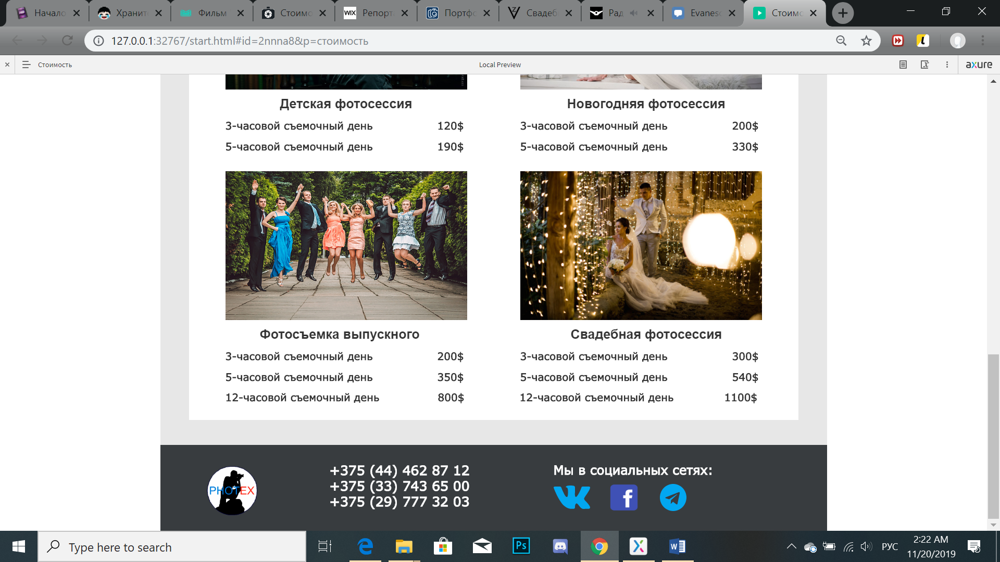 Начало
Храните
Фильм
Стоимо
WIX Репорт
Портфо
Свадеб
Рад
Evanes
Стоимо
127.0.0.1:32767/start.html#id=2nnna8&p=стоимость
Стоимость
Local Preview
axure
Детская фотосессия
3-часовой съемочный день 120$
5-часовой съемочный день 190$
Новогодняя фотосессия
3-часовой съемочный день 200$
5-часовой съемочный день 330$
Фотосъемка выпускного
3-часовой съемочный день 200$
5-часовой съемочный день 350$
12-часовой съемочный день 800$
Свадебная фотосессия
3-часовой съемочный день 300$
5-часовой съемочный день 540$
12-часовой съемочный день 1100$
PHOTEX
+375 (44) 462 87 12
+375 (33) 743 65 00
+375 (29) 777 32 03
Мы в социальных сетях:
Type here to search
Ps
РУС
2:22 AM
11/20/2019